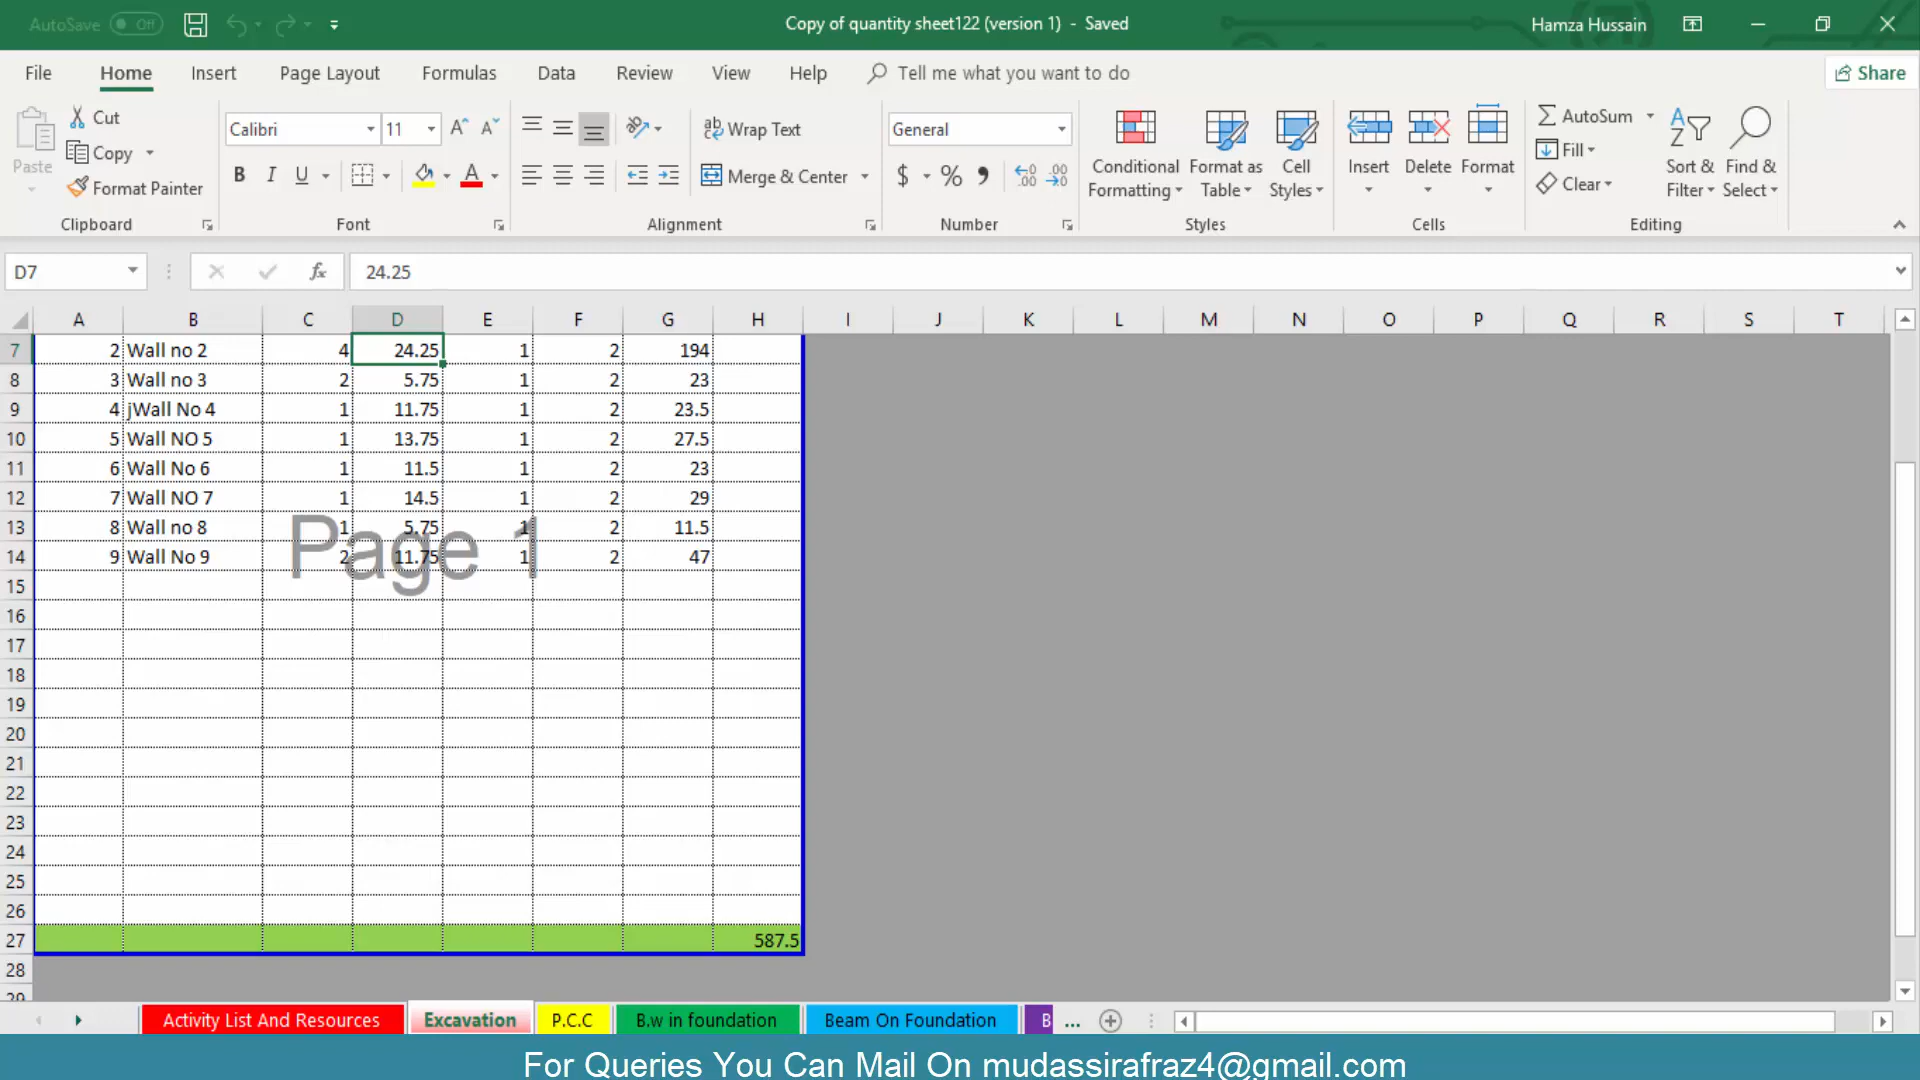 AutoSave Off Copy of quantity sheet122 (version 1) - Saved Hamza Hussain
File Home Insert Page Layout Formulas Data Review View Help Tell me what you want to do Share
Paste Cut Copy Format Painter Clipboard
Calibri 11 B I U A Font
Wrap Text Merge & Center Alignment
General $ % Number
Conditional Formatting Format as Table Cell Styles Styles
Insert Delete Format Cells
AutoSum Fill Clear Sort & Filter Find & Select Editing
D7 fx 24.25
A B C D E F G H I J K L M N O P Q R S T
7 2 Wall no 2 4 24.25 1 2 194
8 3 Wall no 3 2 5.75 1 2 23
9 4 jWall No 4 1 11.75 1 2 23.5
10 5 Wall NO 5 1 13.75 1 2 27.5
11 6 Wall No 6 1 11.5 1 2 23
12 7 Wall NO 7 1 14.5 1 2 29
13 8 Wall no 8 1 5.75 1 2 11.5
Page 1
14 9 Wall No 9 2 11.75 1 2 47
15
16
17
18
19
20
21
22
23
24
25
26
27 587.5
28
29
Activity List And Resources Excavation P.C.C B.w in foundation Beam On Foundation B ...
For Queries You Can Mail On mudassirafraz4@gmail.com